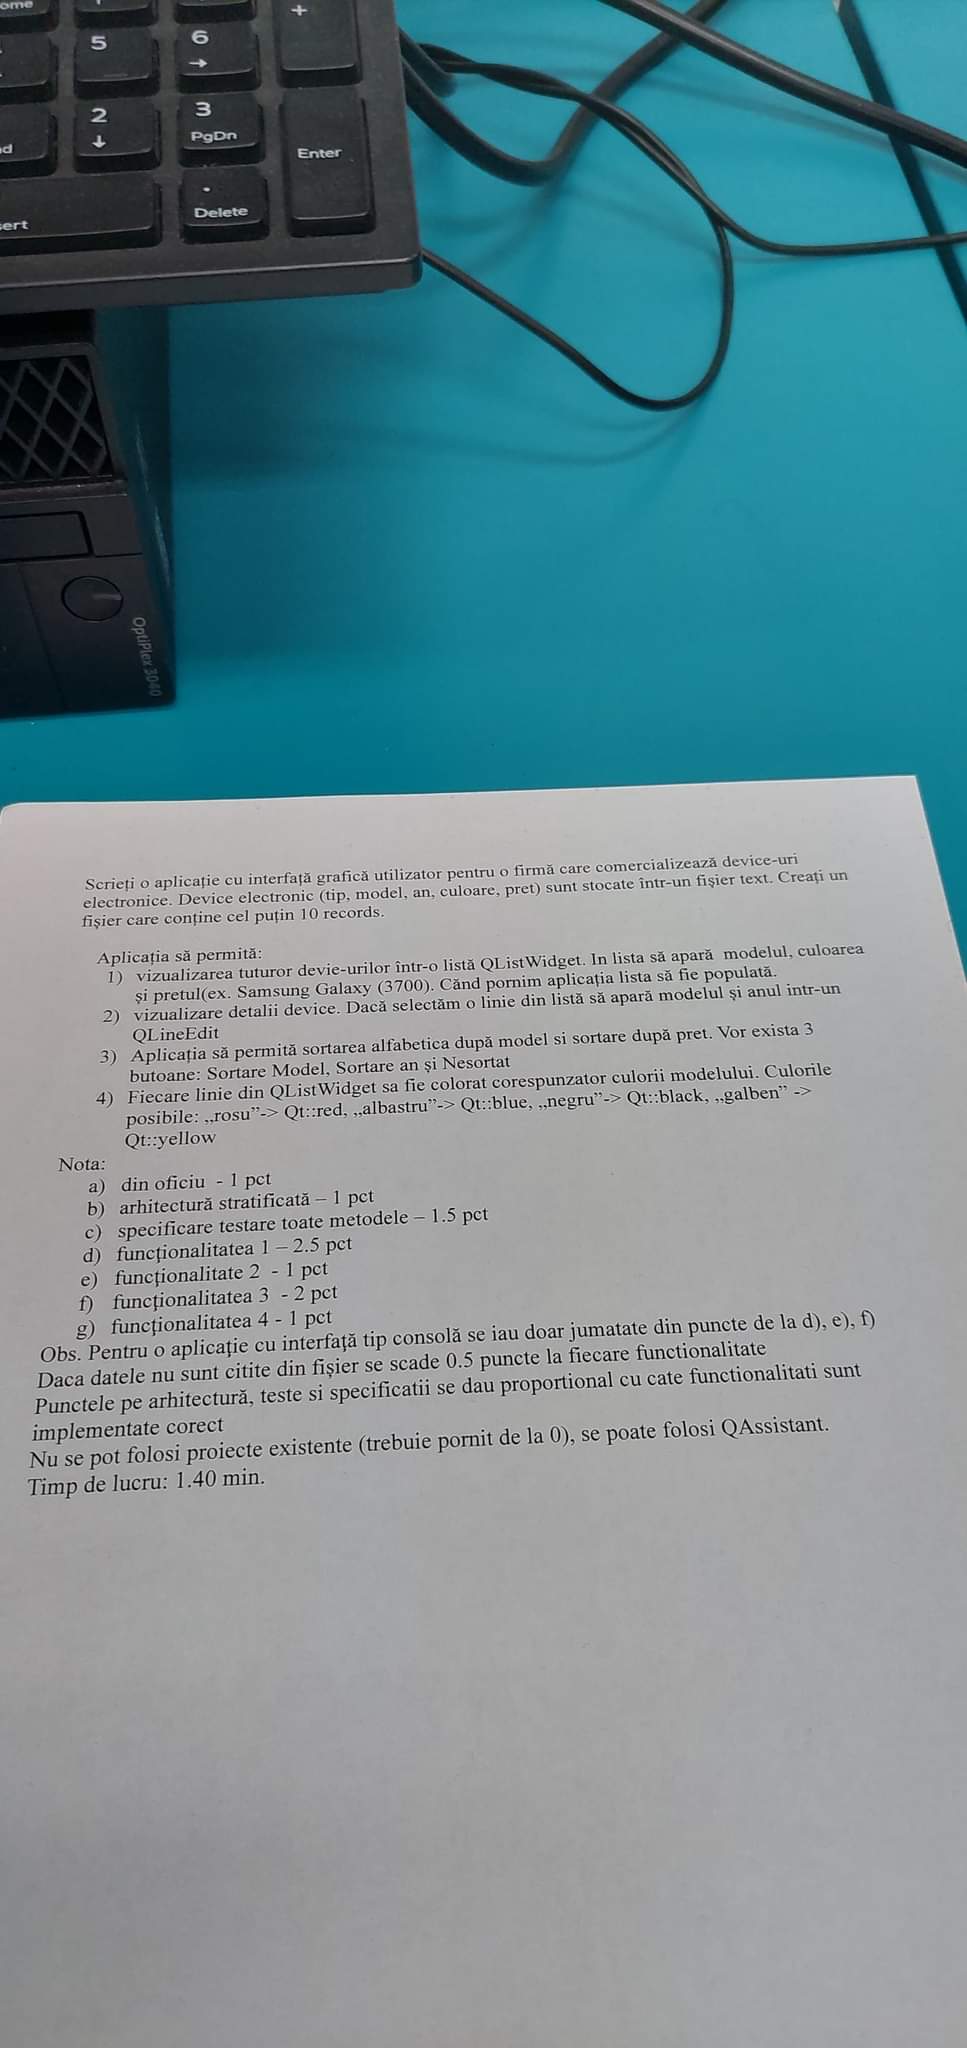 ome
+
5
6
→
2
↓
3
PgDn
Enter
d
.
Delete
ert
OptiPlex 3040
Scrieți o aplicație cu interfață grafică utilizator pentru o firmă care comercializează device-uri
electronice. Device electronic (tip, model, an, culoare, pret) sunt stocate într-un fișier text. Creați un
fișier care conține cel puțin 10 records.
Aplicația să permită:
1) vizualizarea tuturor devie-urilor într-o listă QListWidget. In lista să apară modelul, culoarea
și pretul(ex. Samsung Galaxy (3700). Când pornim aplicația lista să fie populată.
2) vizualizare detalii device. Dacă selectăm o linie din listă să apară modelul și anul intr-un
QLineEdit
3) Aplicația să permită sortarea alfabetica după model si sortare după pret. Vor exista 3
butoane: Sortare Model, Sortare an și Nesortat
4) Fiecare linie din QListWidget sa fie colorat corespunzator culorii modelului. Culorile
posibile: „rosu”-> Qt::red, „albastru”-> Qt::blue, „negru”-> Qt::black, „galben” ->
Qt::yellow
Nota:
a) din oficiu - 1 pct
b) arhitectură stratificată – 1 pct
c) specificare testare toate metodele – 1.5 pct
d) funcționalitatea 1 – 2.5 pct
e) funcționalitate 2 - 1 pct
f) funcționalitatea 3 - 2 pct
g) funcționalitatea 4 - 1 pct
Obs. Pentru o aplicație cu interfață tip consolă se iau doar jumatate din puncte de la d), e), f)
Daca datele nu sunt citite din fișier se scade 0.5 puncte la fiecare functionalitate
Punctele pe arhitectură, teste si specificatii se dau proportional cu cate functionalitati sunt
implementate corect
Nu se pot folosi proiecte existente (trebuie pornit de la 0), se poate folosi QAssistant.
Timp de lucru: 1.40 min.